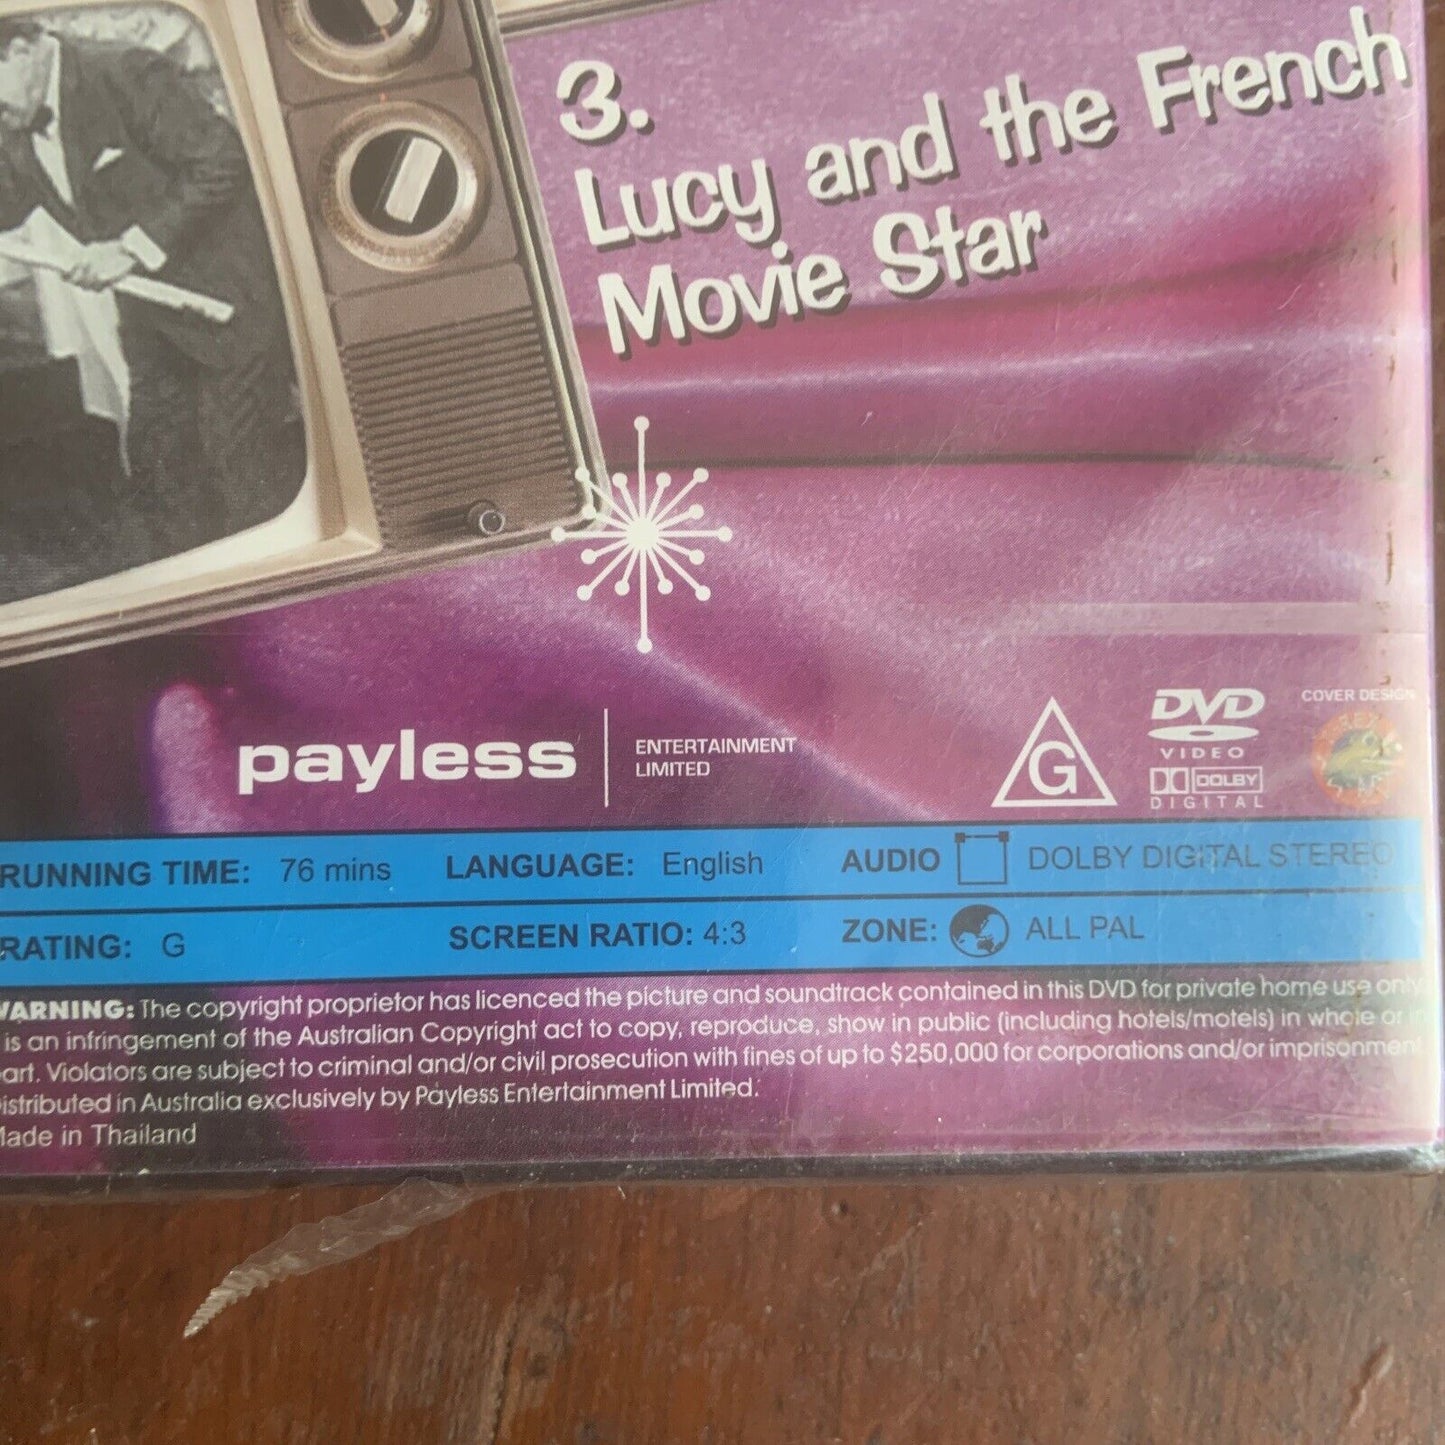 3.
Lucy and the French
Movie Star
payless
ENTERTAINMENT
LIMITED
G
DVD
VIDEO
DOLBY
DIGITAL
COVER DESIGN
REX
RUNNING TIME: 76 mins LANGUAGE: English AUDIO DOLBY DIGITAL STEREO
RATING: G SCREEN RATIO: 4:3 ZONE: ALL PAL
WARNING: The copyright proprietor has licenced the picture and soundtrack contained in this DVD for private home use only
is an infringement of the Australian Copyright act to copy, reproduce, show in public (including hotels/motels) in whole or in
art. Violators are subject to criminal and/or civil prosecution with fines of up to $250,000 for corporations and/or imprisonment
istributed in Australia exclusively by Payless Entertainment Limited.
Made in Thailand